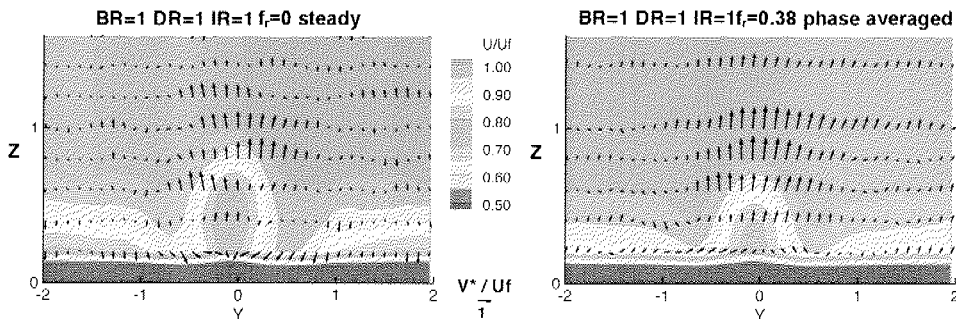 BR=1 DR=1 IR=1 fr=0 steady
BR=1 DR=1 IR=1fr=0.38 phase averaged
U/Uf
1.00
0.90
0.80
0.70
0.60
0.50
V* / Uf
1
Z
1
0
-2
-1
0
1
2
Y
Z
1
0
-2
-1
0
1
2
Y